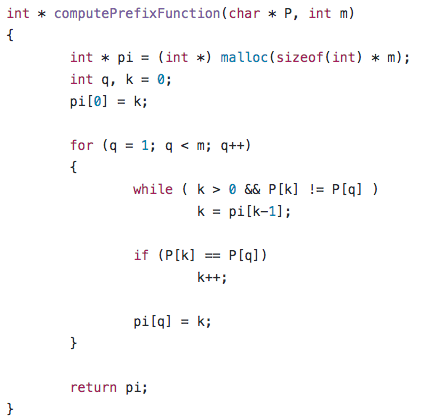 int * computePrefixFunction(char * P, int m)
{
        int * pi = (int *) malloc(sizeof(int) * m);
        int q, k = 0;
        pi[0] = k;

        for (q = 1; q < m; q++)
        {
                while ( k > 0 && P[k] != P[q] )
                        k = pi[k-1];

                if (P[k] == P[q])
                        k++;

                pi[q] = k;
        }

        return pi;
}